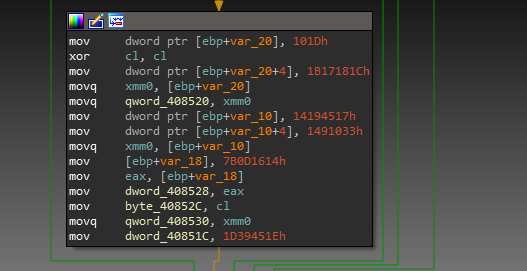 mov dword ptr [ebp+var_20], 101Dh
xor cl, cl
mov dword ptr [ebp+var_20+4], 1B17181Ch
movq xmm0, [ebp+var_20]
movq qword_408520, xmm0
mov dword ptr [ebp+var_10], 14194517h
mov dword ptr [ebp+var_10+4], 1491033h
movq xmm0, [ebp+var_10]
mov [ebp+var_18], 7B0D1614h
mov eax, [ebp+var_18]
mov dword_408528, eax
mov byte_40852C, cl
movq qword_408530, xmm0
mov dword_40851C, 1D39451Eh